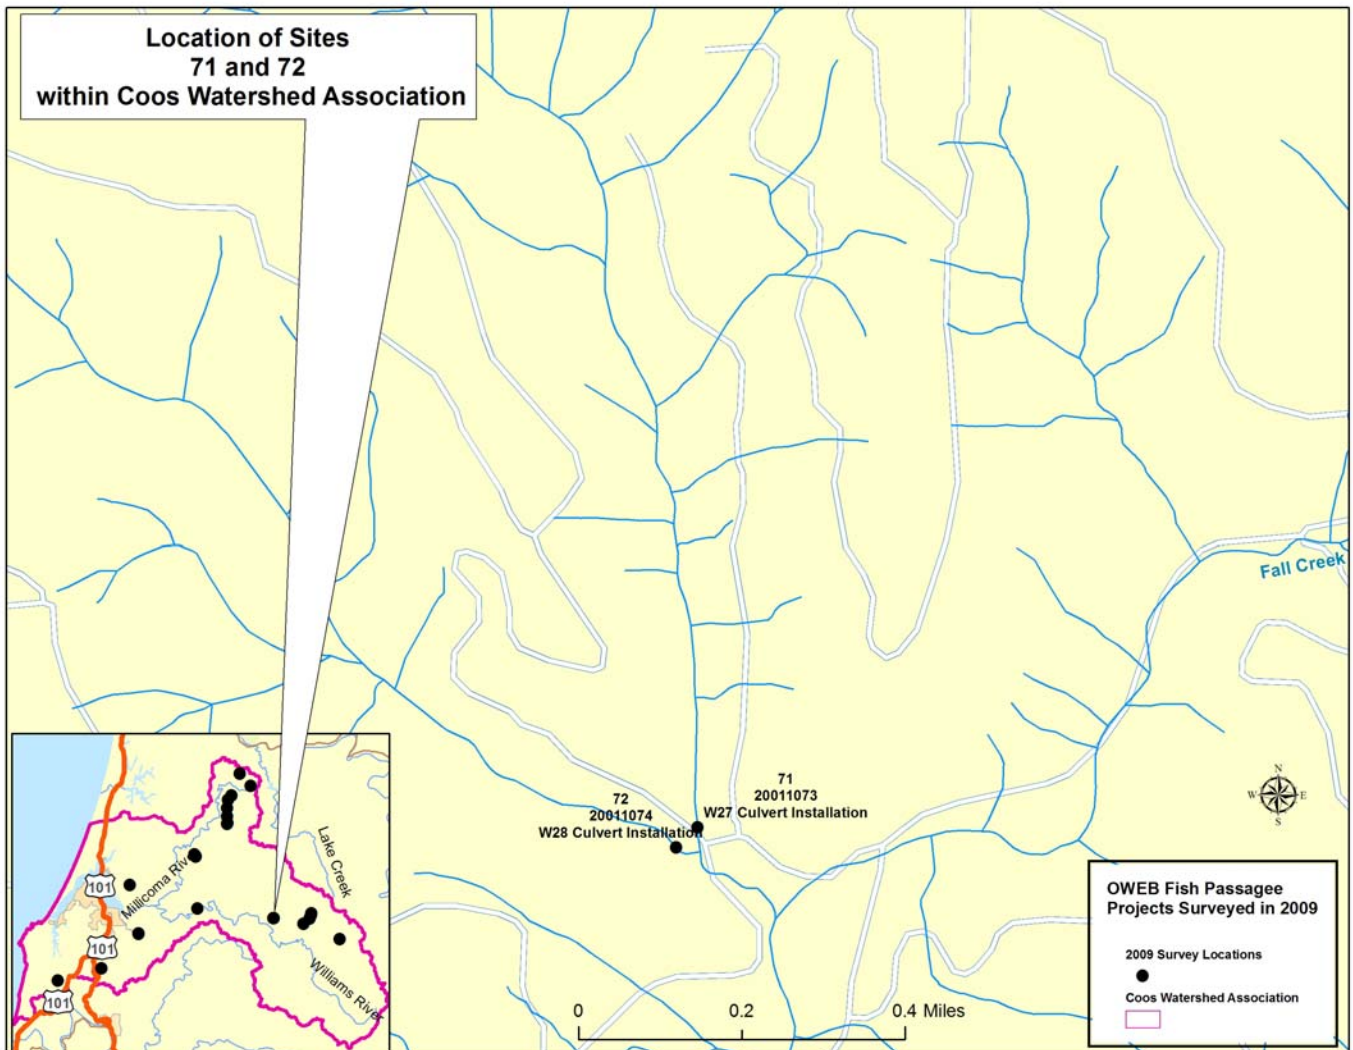 Location of Sites
71 and 72
within Coos Watershed Association
Fall Creek
71
20011073
W27 Culvert Installation
72
20011074
W28 Culvert Installation
N
W E
S
Lake Creek
Millicoma Riv
101
101
Williams River
101
0 0.2 0.4 Miles
OWEB Fish Passagee
Projects Surveyed in 2009
2009 Survey Locations
Coos Watershed Association